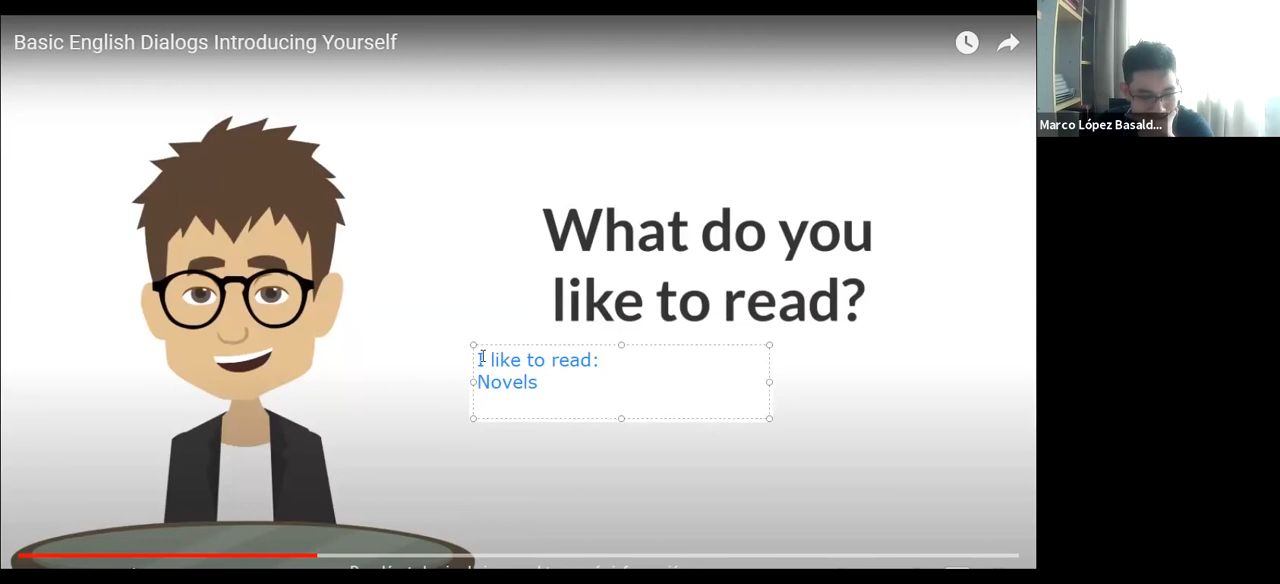 Basic English Dialogs Introducing Yourself
Marco López Basald...
What do you
like to read?
I like to read:
Novels